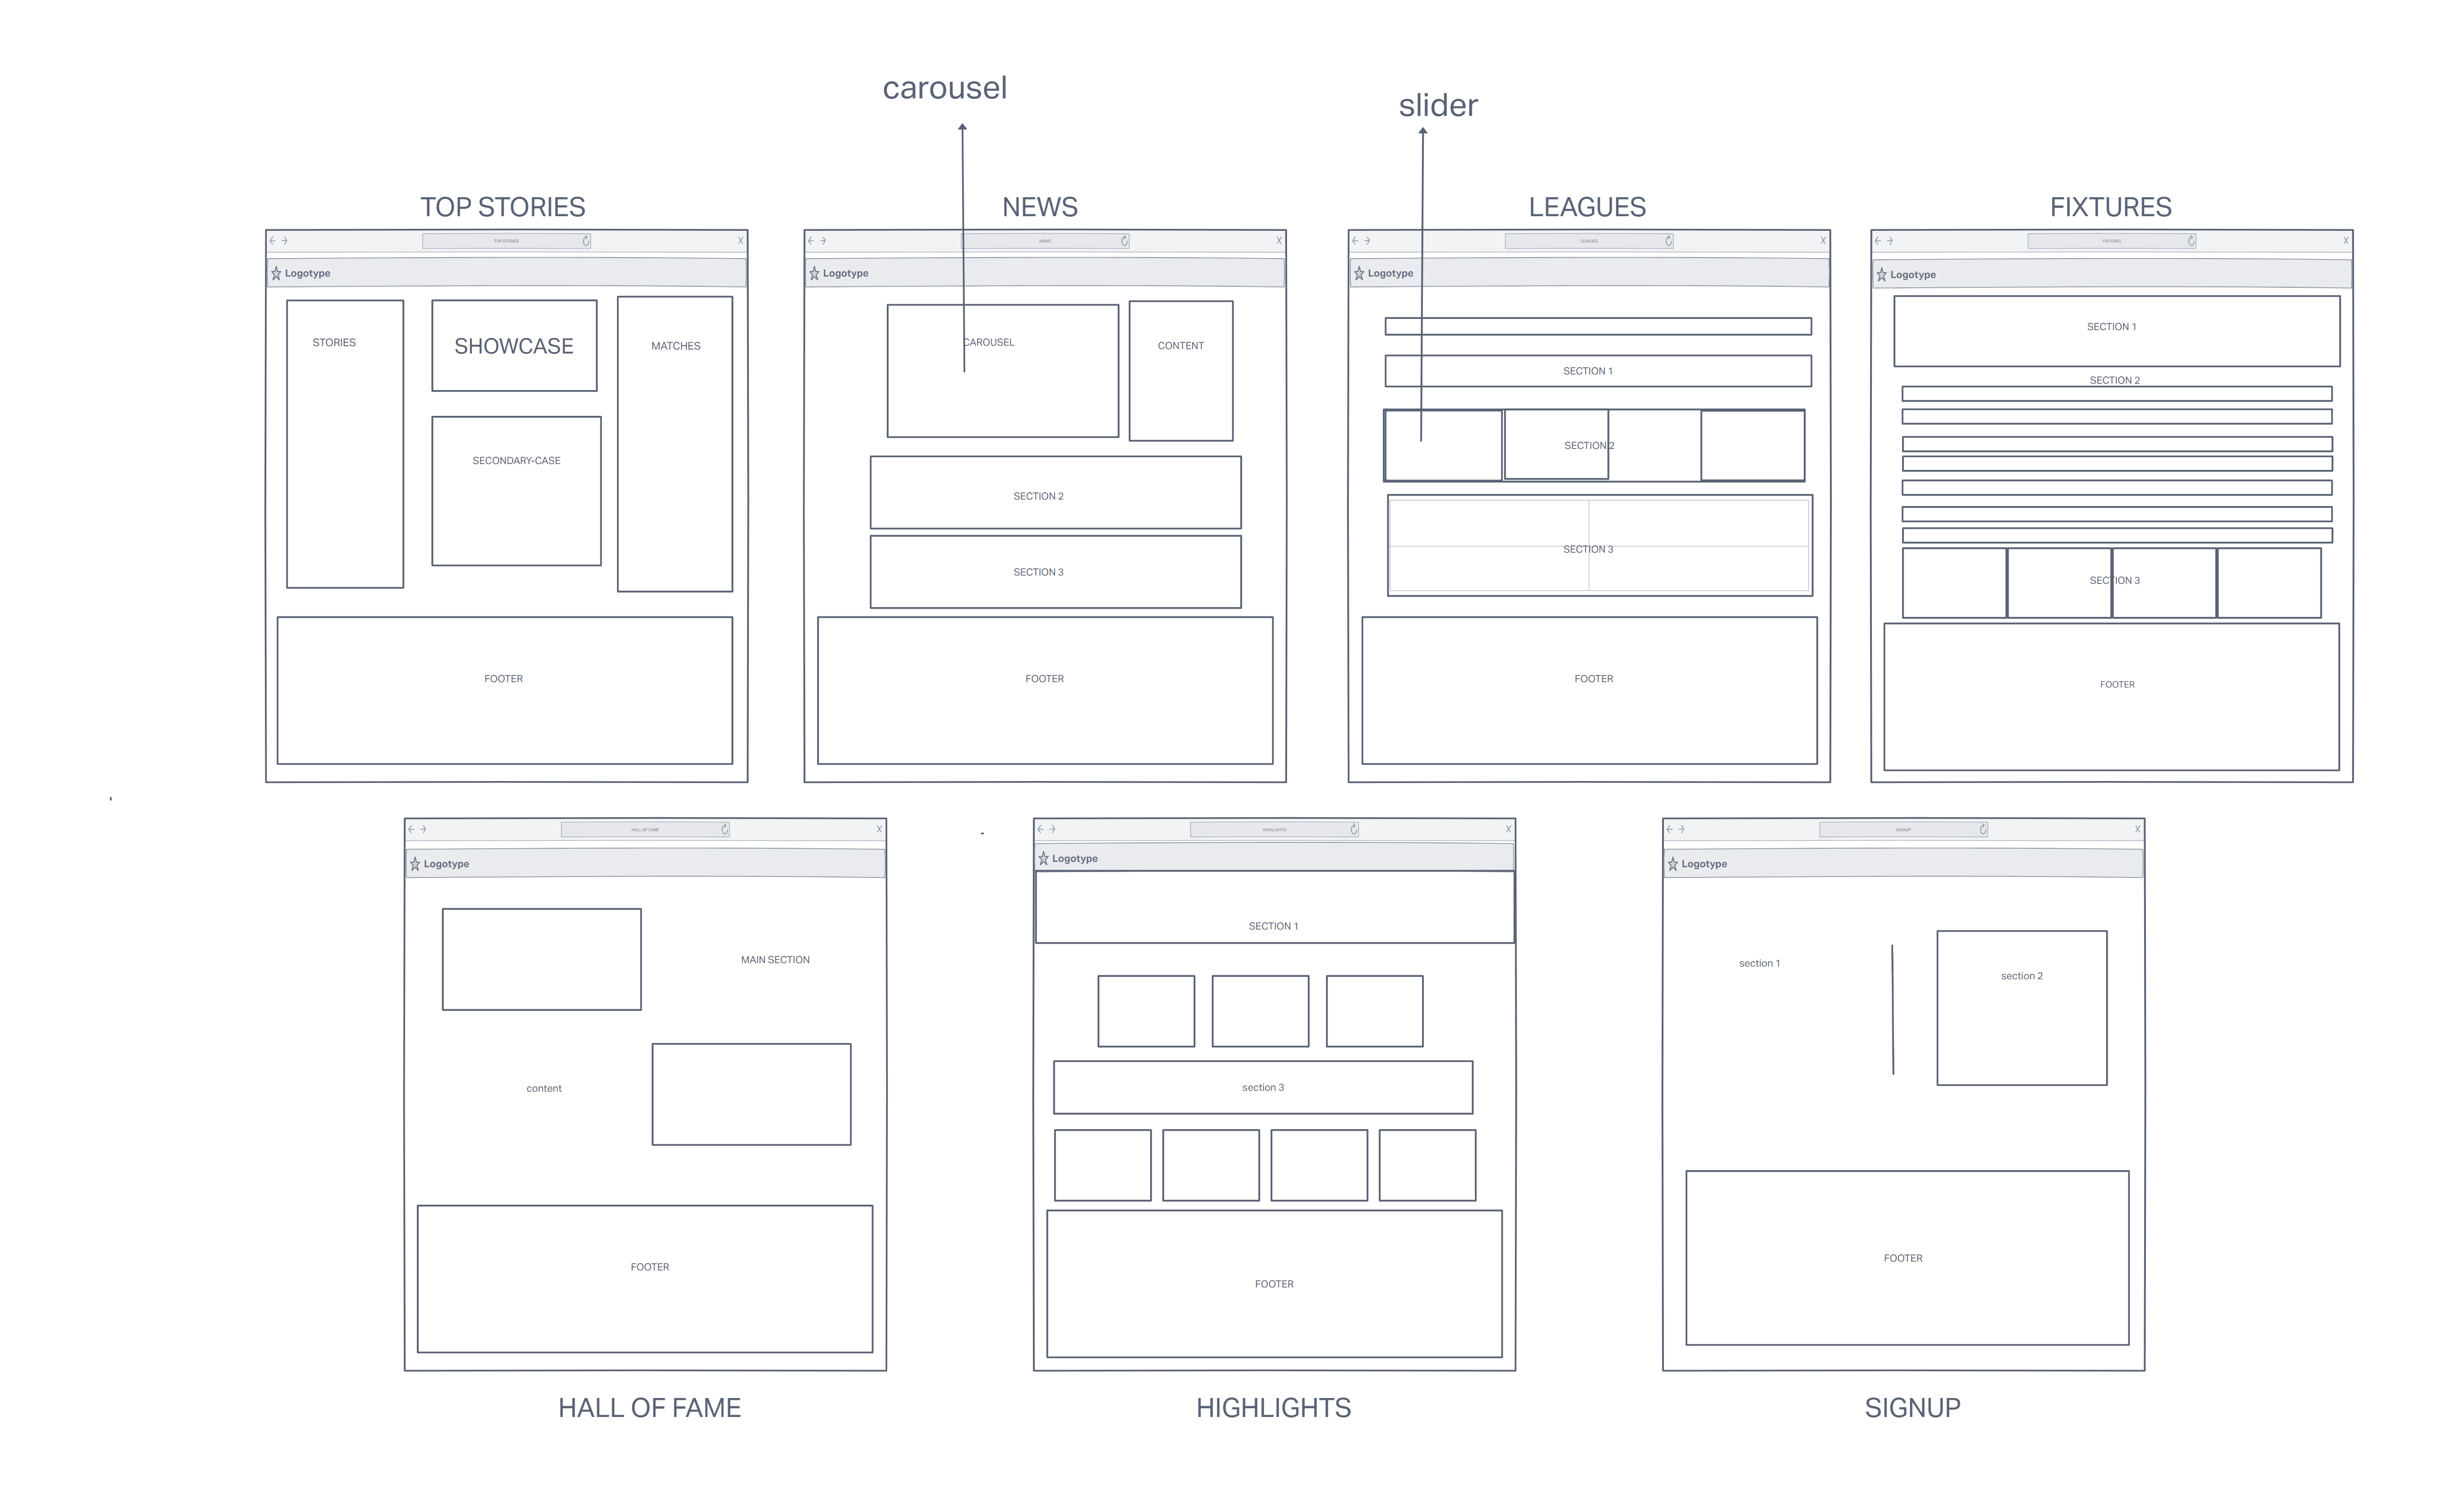 carousel
slider
TOP STORIES
NEWS
LEAGUES
FIXTURES
TOP STORIES
NEWS
LEAGUES
FIXTURES
Logotype
Logotype
Logotype
Logotype
STORIES
SHOWCASE
MATCHES
SECONDARY-CASE
FOOTER
CAROUSEL
CONTENT
SECTION 2
SECTION 3
FOOTER
SECTION 1
SECTION 2
SECTION 3
FOOTER
SECTION 1
SECTION 2
SECTION 3
FOOTER
HALL OF FAME
Logotype
MAIN SECTION
content
FOOTER
HALL OF FAME
HIGHLIGHTS
Logotype
SECTION 1
section 3
FOOTER
HIGHLIGHTS
SIGNUP
Logotype
section 1
section 2
FOOTER
SIGNUP